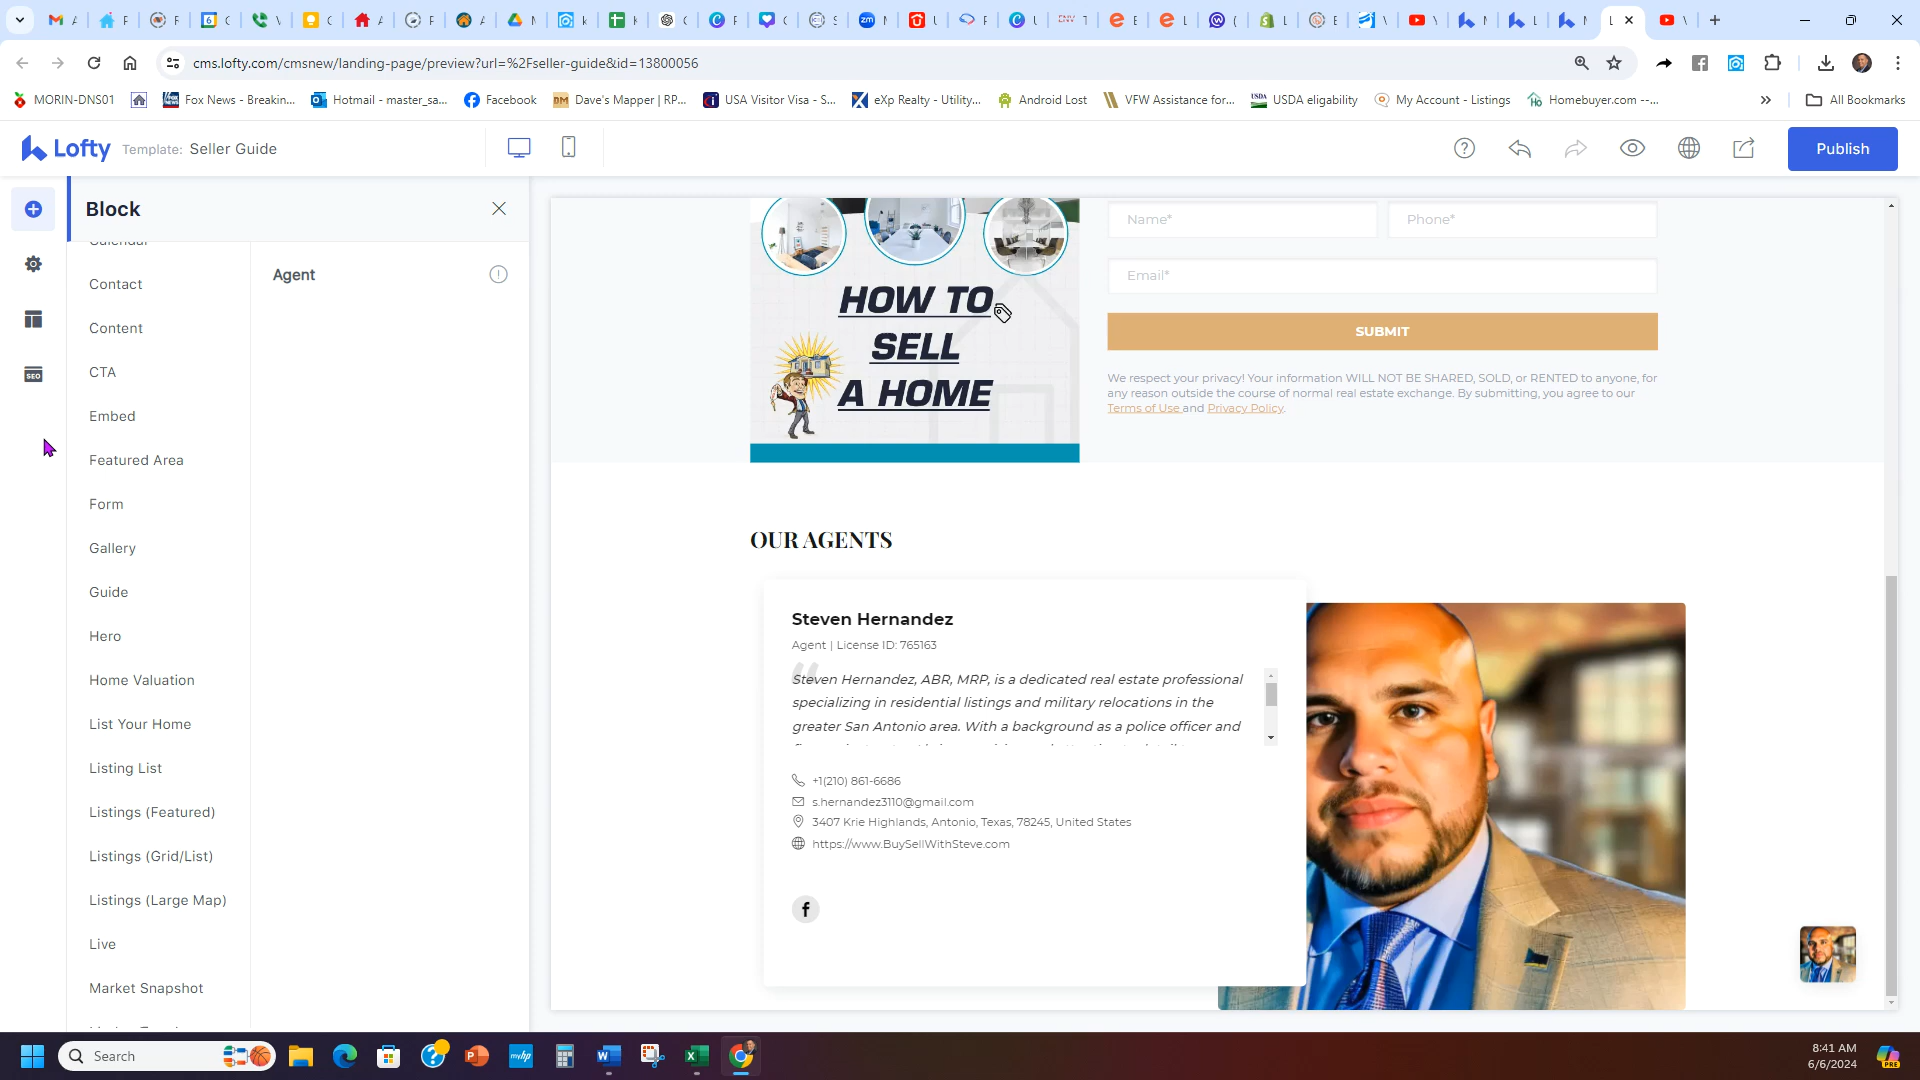 cms.lofty.com/cmsnew/landing-page/preview?url=%2Fseller-guide&id=13800056
MORIN-DNS01
Fox News - Breakin...
Hotmail - master_sa...
Facebook
Dave's Mapper | RP...
USA Visitor Visa - S...
eXp Realty - Utility...
Android Lost
VFW Assistance for...
USDA eligability
My Account - Listings
Homebuyer.com --...
All Bookmarks
Lofty
Template: Seller Guide
Publish
Block
Calendar
Contact
Content
CTA
Embed
Featured Area
Form
Gallery
Guide
Hero
Home Valuation
List Your Home
Listing List
Listings (Featured)
Listings (Grid/List)
Listings (Large Map)
Live
Market Snapshot
Agent
SEO
HOW TO
SELL
A HOME
Name*
Phone*
Email*
SUBMIT
We respect your privacy! Your information WILL NOT BE SHARED, SOLD, or RENTED to anyone, for
any reason outside the course of normal real estate exchange. By submitting, you agree to our
Terms of Use and Privacy Policy.
OUR AGENTS
Steven Hernandez
Agent | License ID: 765163
Steven Hernandez, ABR, MRP, is a dedicated real estate professional
specializing in residential listings and military relocations in the
greater San Antonio area. With a background as a police officer and
+1(210) 861-6686
s.hernandez3110@gmail.com
3407 Krie Highlands, Antonio, Texas, 78245, United States
https://www.BuySellWithSteve.com
Search
8:41 AM
6/6/2024